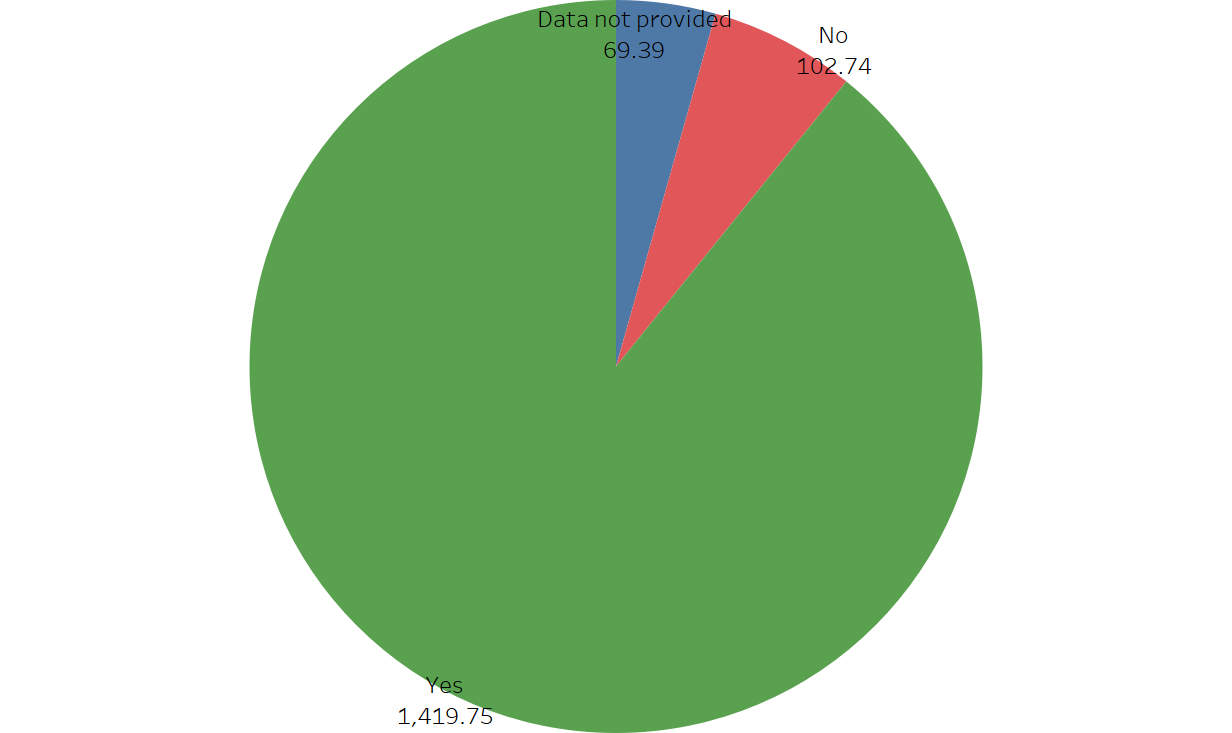 Data not provided
69.39
No
102.74
Yes
1,419.75